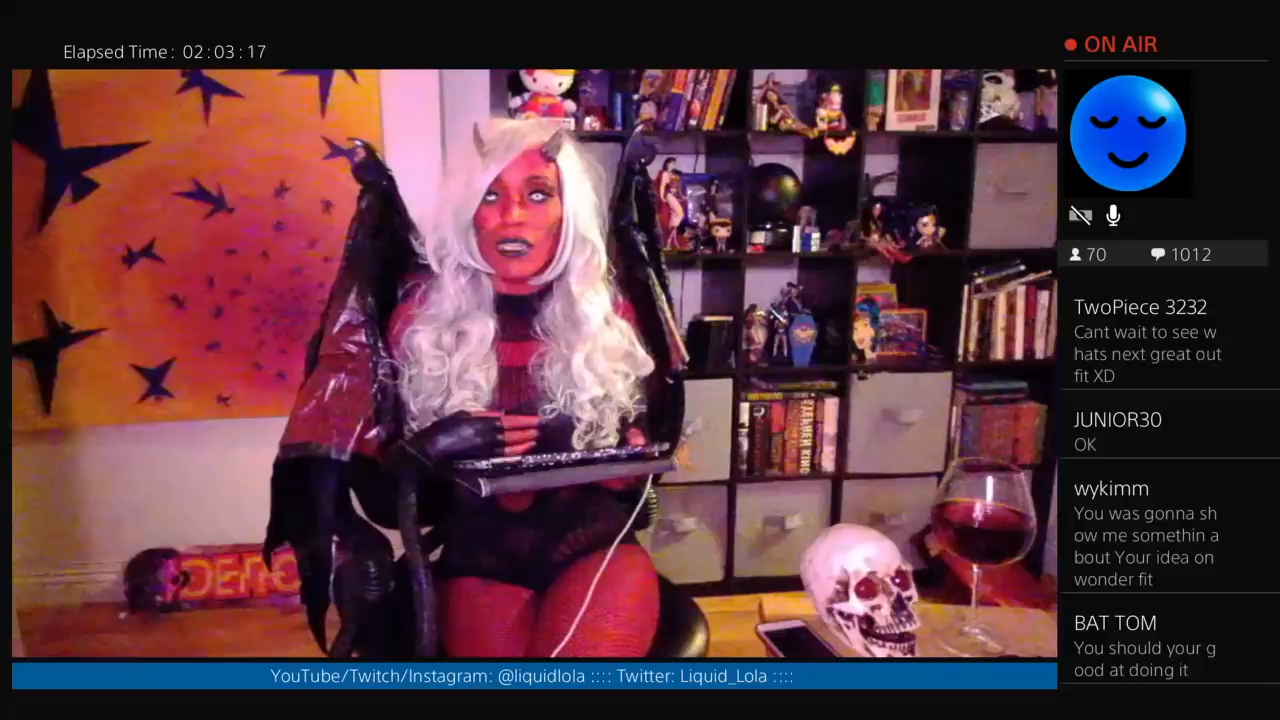 Elapsed Time: 02:03:17
ON AIR
70 1012
TwoPiece 3232
Cant wait to see w
hats next great out
fit XD
JUNIOR30
OK
wykimm
You was gonna sh
ow me somethin a
bout Your idea on
wonder fit
BAT TOM
You should your g
ood at doing it
YouTube/Twitch/Instagram: @liquidlola :::: Twitter: Liquid_Lola ::::